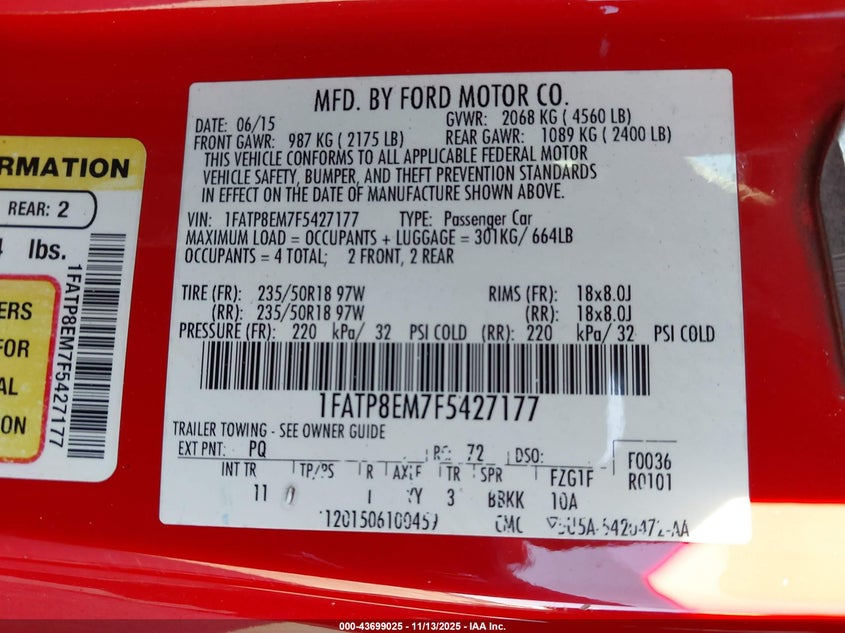 RMATION
REAR: 2
4 lbs.
1FATP8EM7F5427177
ERS
FOR
AL
ON
MFD. BY FORD MOTOR CO.
DATE: 06/15 GVWR: 2068 KG ( 4560 LB)
FRONT GAWR: 987 KG ( 2175 LB) REAR GAWR: 1089 KG ( 2400 LB)
THIS VEHICLE CONFORMS TO ALL APPLICABLE FEDERAL MOTOR
VEHICLE SAFETY, BUMPER, AND THEFT PREVENTION STANDARDS
IN EFFECT ON THE DATE OF MANUFACTURE SHOWN ABOVE.
VIN: 1FATP8EM7F5427177 TYPE: Passenger Car
MAXIMUM LOAD = OCCUPANTS + LUGGAGE = 301KG/ 664LB
OCCUPANTS = 4 TOTAL; 2 FRONT, 2 REAR
TIRE (FR): 235/50R18 97W RIMS (FR): 18x8.0J
(RR): 235/50R18 97W (RR): 18x8.0J
PRESSURE (FR): 220 kPa/ 32 PSI COLD (RR): 220 kPa/ 32 PSI COLD
1FATP8EM7F5427177
TRAILER TOWING - SEE OWNER GUIDE
EXT PNT: PQ RC: 72 DSO: F0036
INT TR TP/PS R AXLE TR SPR FZG1F R0101
11 3 BBKK 10A
000-43699025 - 11/13/2025 - IAA Inc.